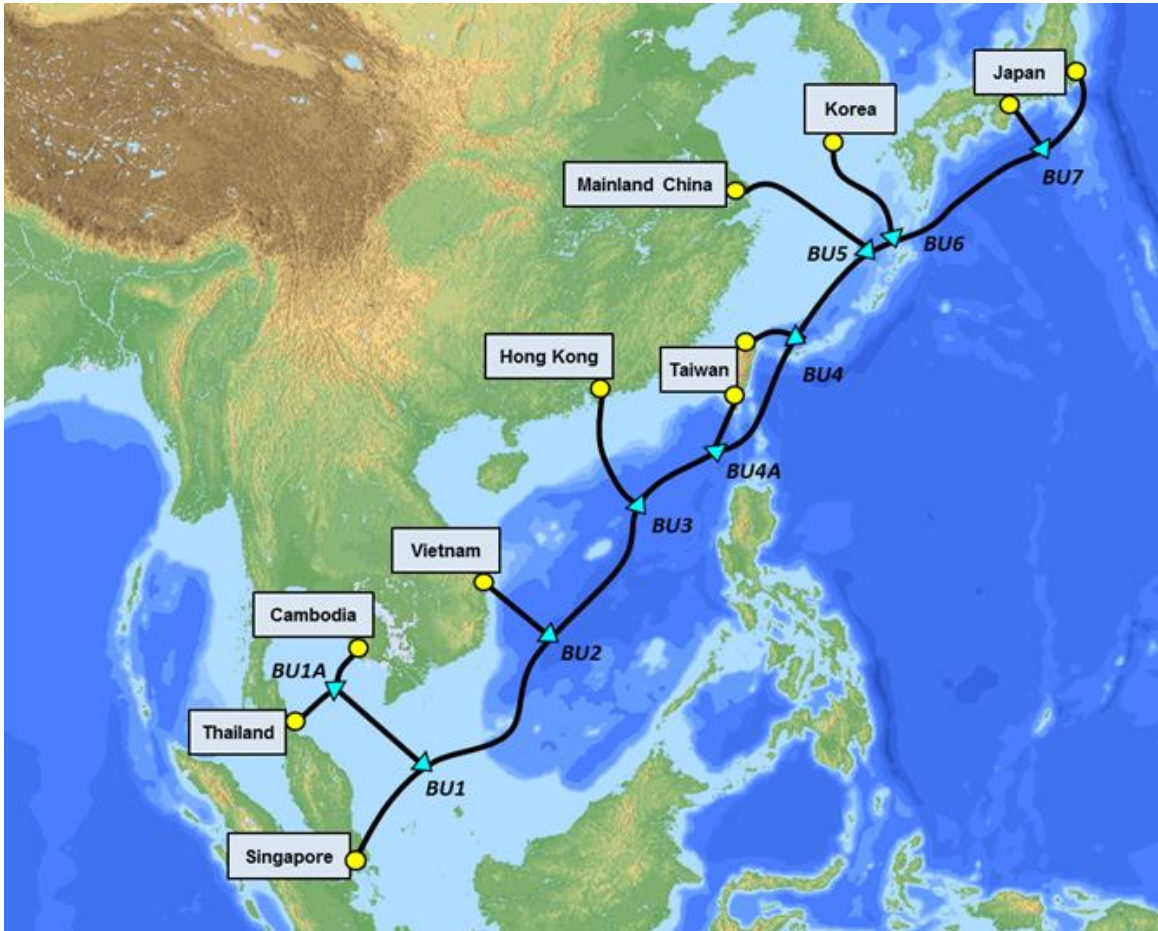 Japan
Korea
BU7
Mainland China
BU5
BU6
Hong Kong
Taiwan
BU4
BU4A
BU3
Vietnam
Cambodia
BU2
BU1A
Thailand
BU1
Singapore